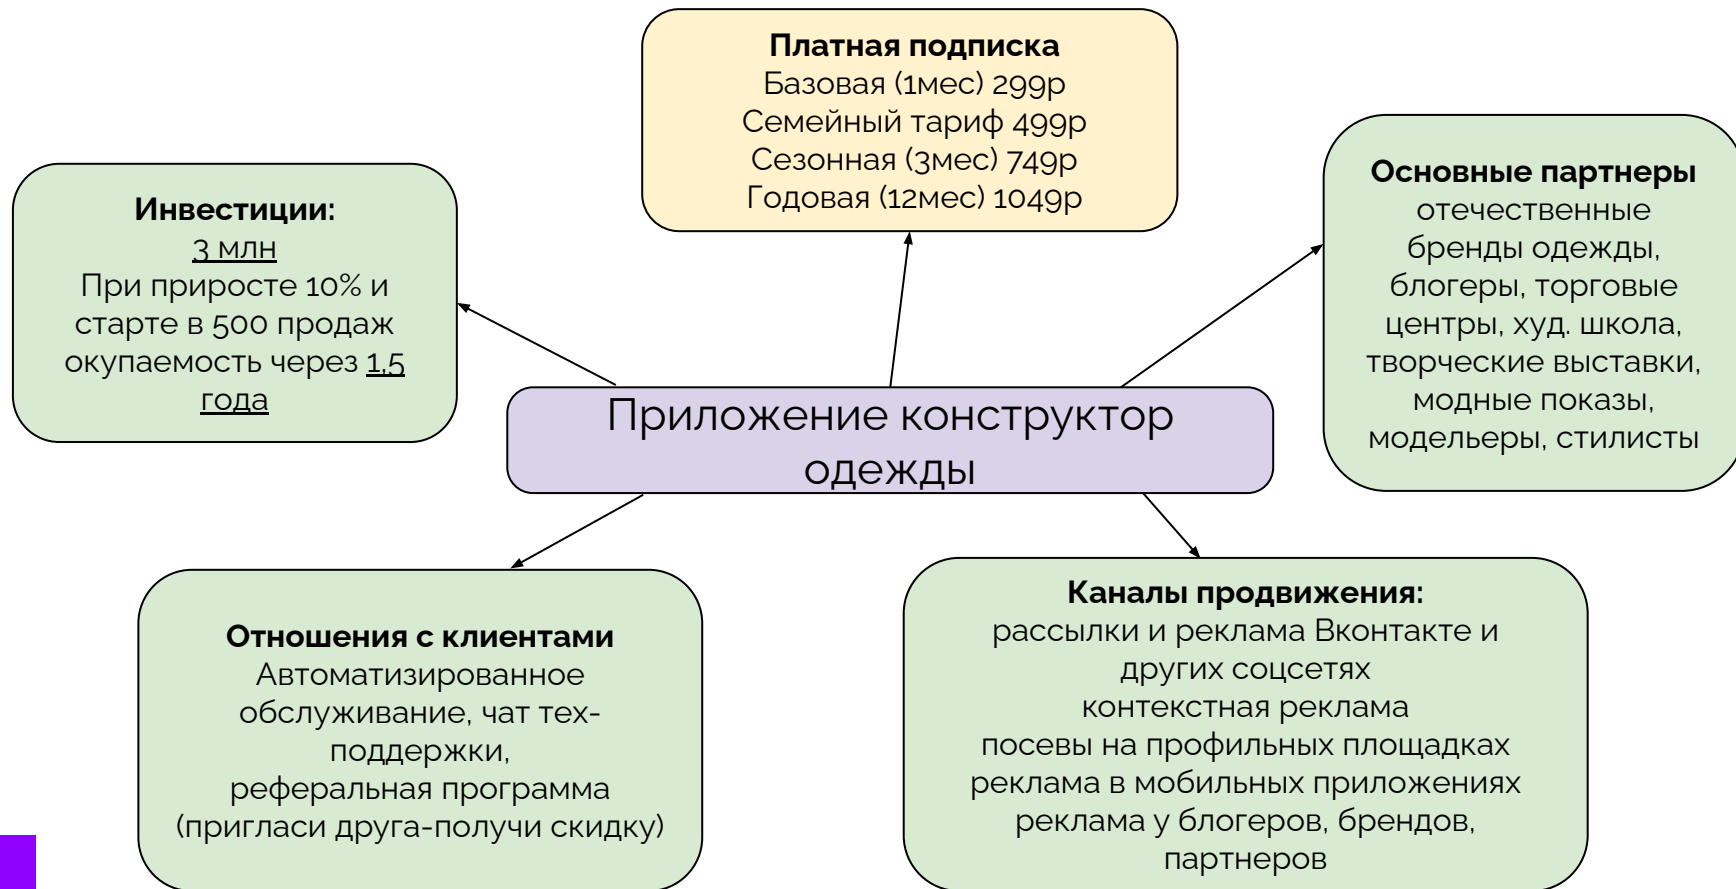 Платная подписка
Базовая (1мес) 299р
Семейный тариф 499р
Сезонная (3мес) 749р
Годовая (12мес) 1049р
Инвестиции:
3 млн
При приросте 10% и
старте в 500 продаж
окупаемость через 1,5
года
Основные партнеры
отечественные
бренды одежды,
блогеры, торговые
центры, худ. школа,
творческие выставки,
модные показы,
модельеры, стилисты
Приложение конструктор
одежды
Отношения с клиентами
Автоматизированное
обслуживание, чат тех-
поддержки,
реферальная программа
(пригласи друга-получи скидку)
Каналы продвижения:
рассылки и реклама Вконтакте и
других соцсетях
контекстная реклама
посевы на профильных площадках
реклама в мобильных приложениях
реклама у блогеров, брендов,
партнеров